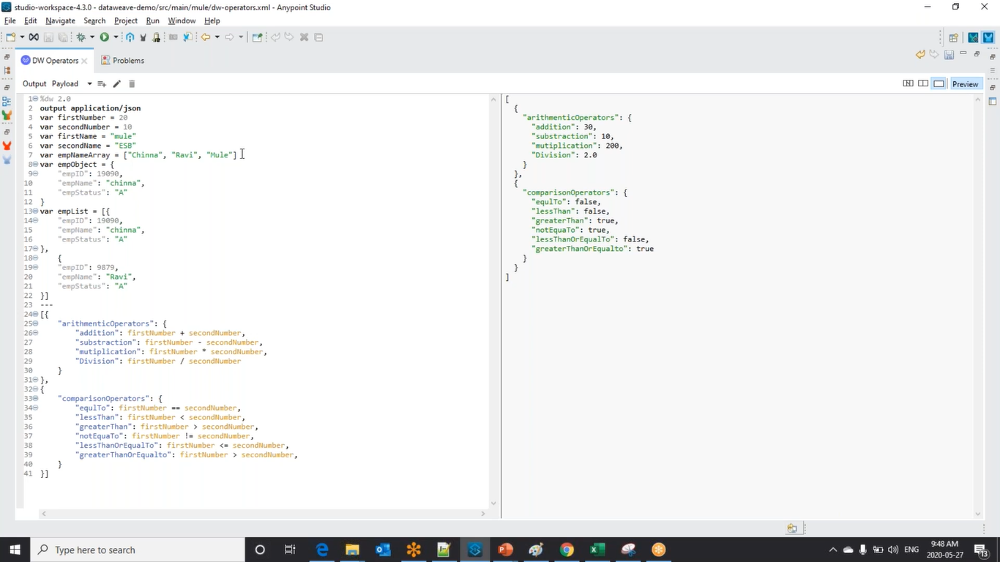 studio-workspace-4.3.0 - dataweave-demo/src/main/mule/dw-operators.xml - Anypoint Studio
File Edit Navigate Search Project Run Window Help
DW Operators Problems
Output Payload Preview
1 %dw 2.0
2 output application/json
3 var firstNumber = 20
4 var secondNumber = 10
5 var firstName = "mule"
6 var secondName = "ESB"
7 var empNameArray = ["Chinna", "Ravi", "Mule"]
8 var empObject = {
9 "empID": 19090,
10 "empName": "chinna",
11 "empStatus": "A"
12 }
13 var empList = [{
14 "empID": 19090,
15 "empName": "chinna",
16 "empStatus": "A"
17 },
18 {
19 "empID": 9879,
20 "empName": "Ravi",
21 "empStatus": "A"
22 }]
23 ---
24 [{
25 "arithmenticOperators": {
26 "addition": firstNumber + secondNumber,
27 "substraction": firstNumber - secondNumber,
28 "mutiplication": firstNumber * secondNumber,
29 "Division": firstNumber / secondNumber
30 }
31 },
32 {
33 "comparisonOperators": {
34 "equlTo": firstNumber == secondNumber,
35 "lessThan": firstNumber < secondNumber,
36 "greaterThan": firstNumber > secondNumber,
37 "notEquaTo": firstNumber != secondNumber,
38 "lessThanOrEqualTo": firstNumber <= secondNumber,
39 "greaterThanOrEqualto": firstNumber > secondNumber,
40 }
41 }]
[
{
"arithmenticOperators": {
"addition": 30,
"substraction": 10,
"mutiplication": 200,
"Division": 2.0
}
},
{
"comparisonOperators": {
"equlTo": false,
"lessThan": false,
"greaterThan": true,
"notEquaTo": true,
"lessThanOrEqualTo": false,
"greaterThanOrEqualto": true
}
}
]
Type here to search
ENG
9:48 AM
2020-05-27
13